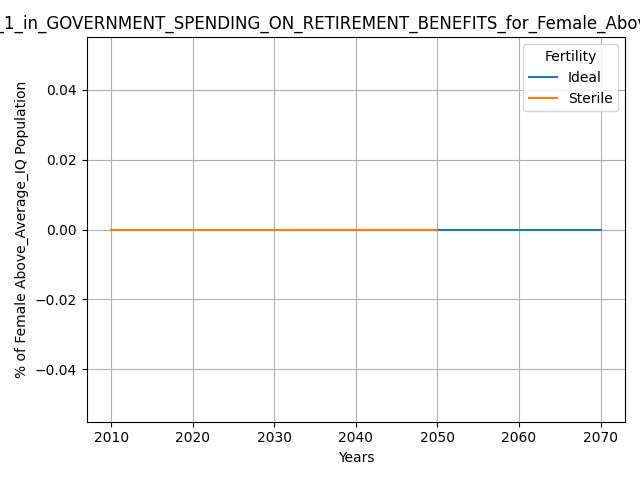 _1_in_GOVERNMENT_SPENDING_ON_RETIREMENT_BENEFITS_for_Female_Abov
Fertility
Ideal
Sterile
0.04
0.02
0.00
−0.02
−0.04
% of Female Above_Average_IQ Population
2010 2020 2030 2040 2050 2060 2070
Years